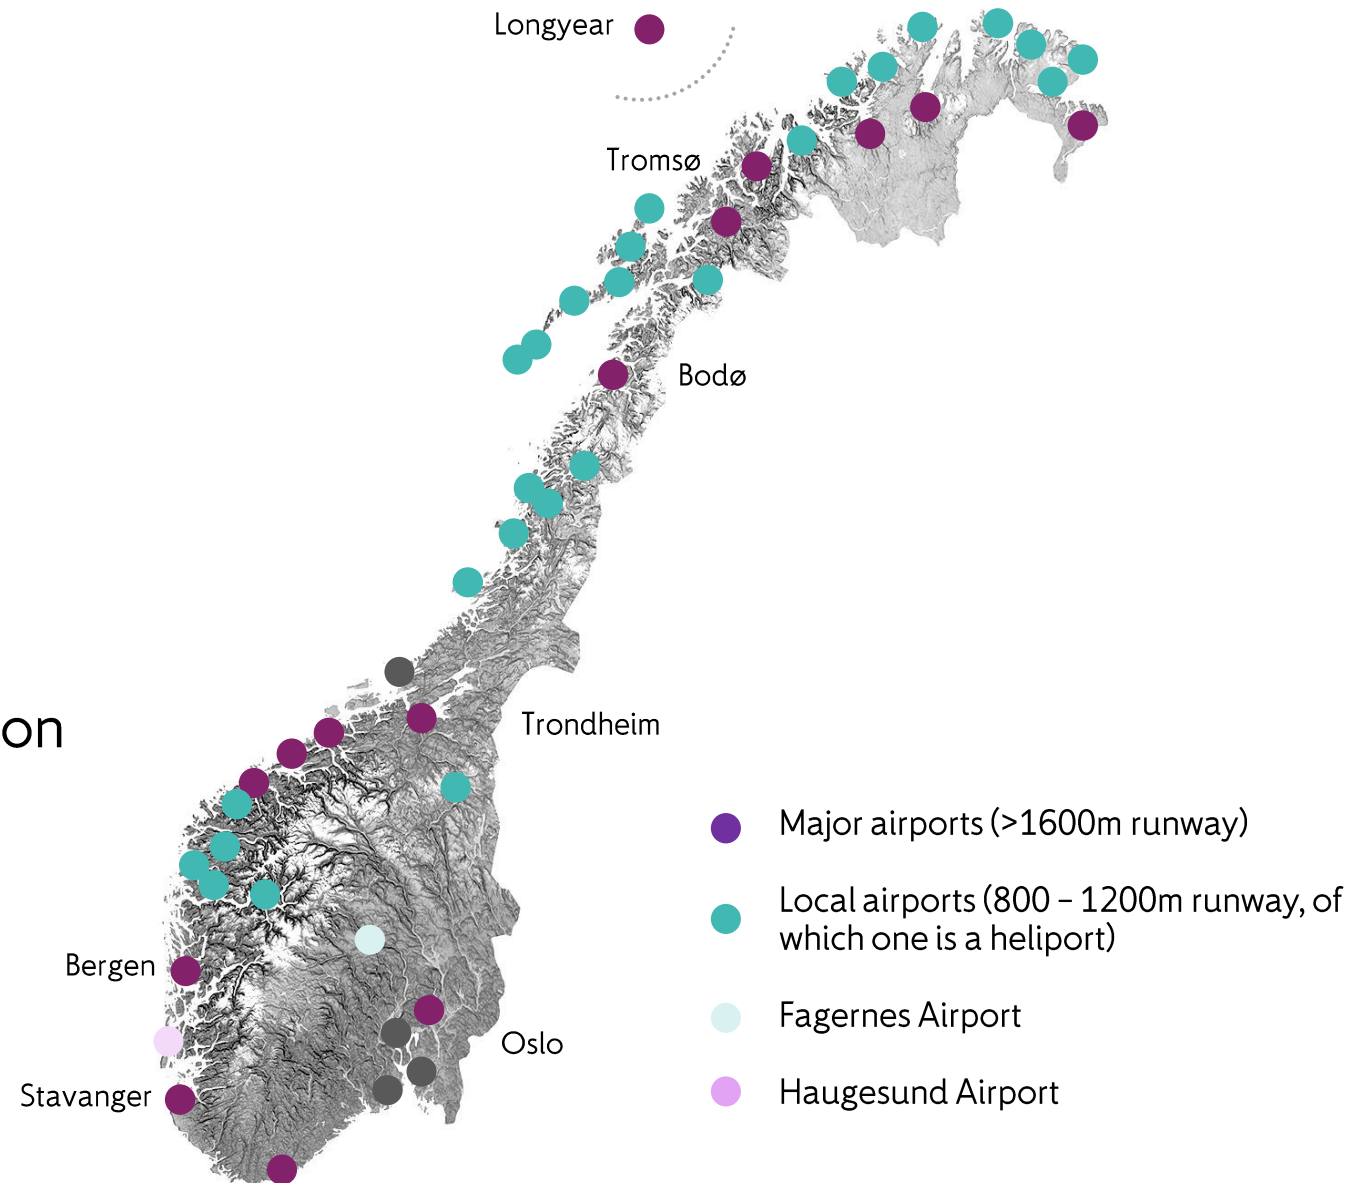 Longyear
Tromsø
Bodø
on
Trondheim
Major airports (>1600m runway)
Local airports (800 – 1200m runway, of
which one is a heliport)
Bergen
Fagernes Airport
Oslo
Stavanger
Haugesund Airport